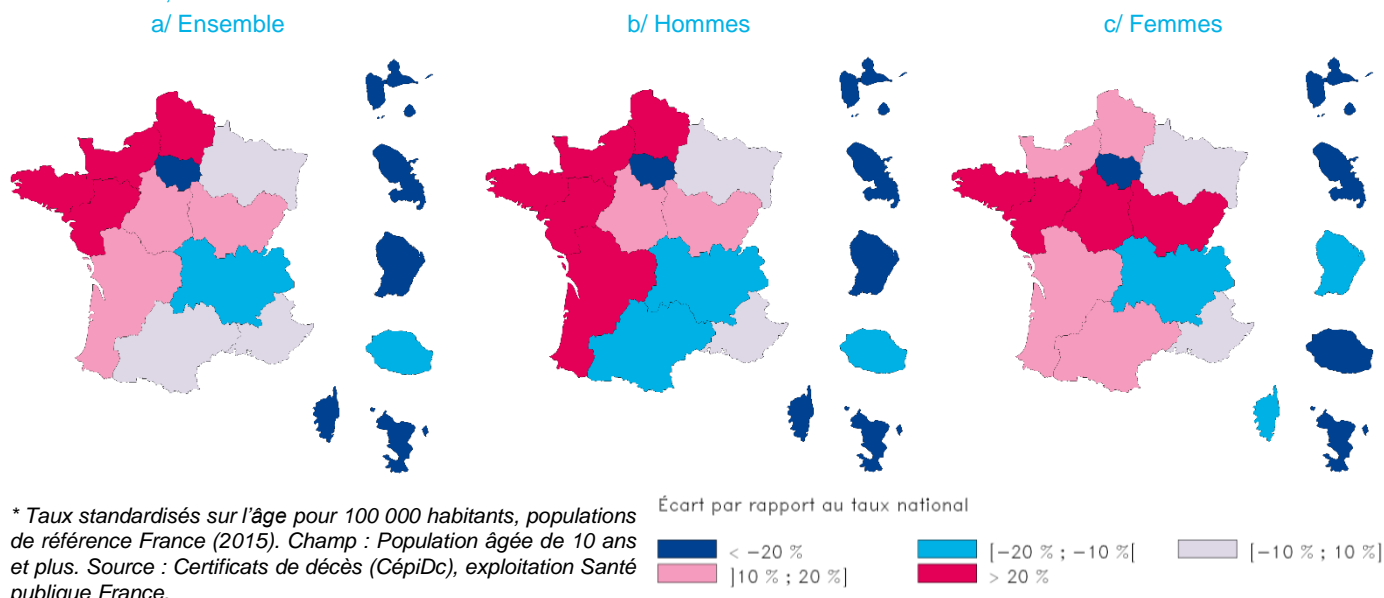 a/ Ensemble
b/ Hommes
c/ Femmes
* Taux standardisés sur l'âge pour 100 000 habitants, populations
de référence France (2015). Champ : Population âgée de 10 ans
et plus. Source : Certificats de décès (CépiDc), exploitation Santé
publique France.
Écart par rapport au taux national
< -20 %
[-20 % ; -10 %[
[-10 % ; 10 %]
]10 % ; 20 %]
> 20 %